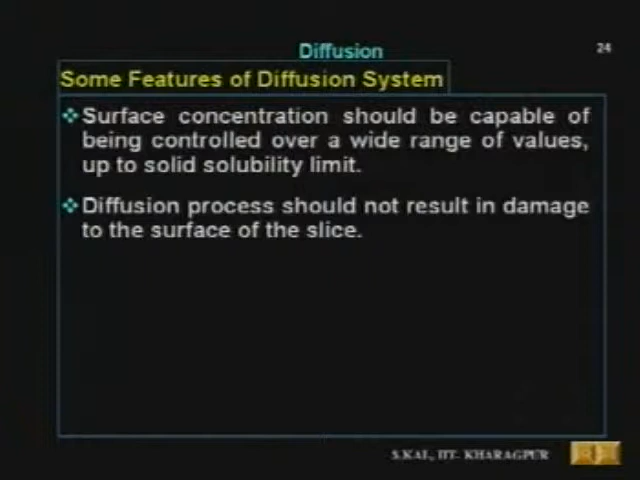 Diffusion
24
Some Features of Diffusion System
❖Surface concentration should be capable of
being controlled over a wide range of values,
up to solid solubility limit.
❖Diffusion process should not result in damage
to the surface of the slice.
S.KAL, IIT- KHARAGPUR